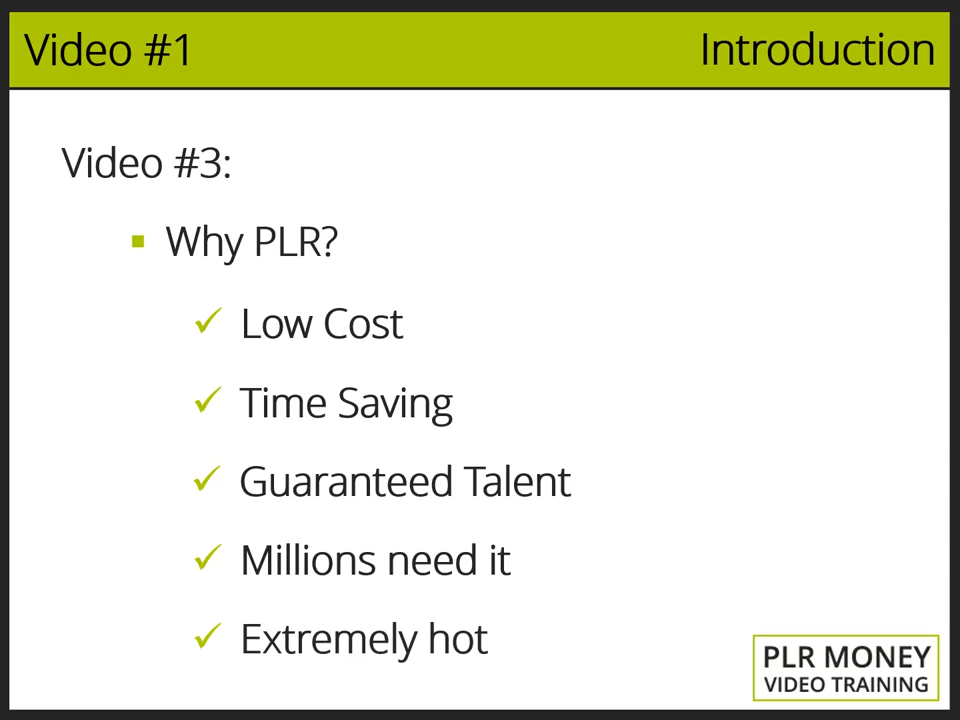 Video #1
Introduction
Video #3:
Why PLR?
Low Cost
Time Saving
Guaranteed Talent
Millions need it
Extremely hot
PLR MONEY
VIDEO TRAINING